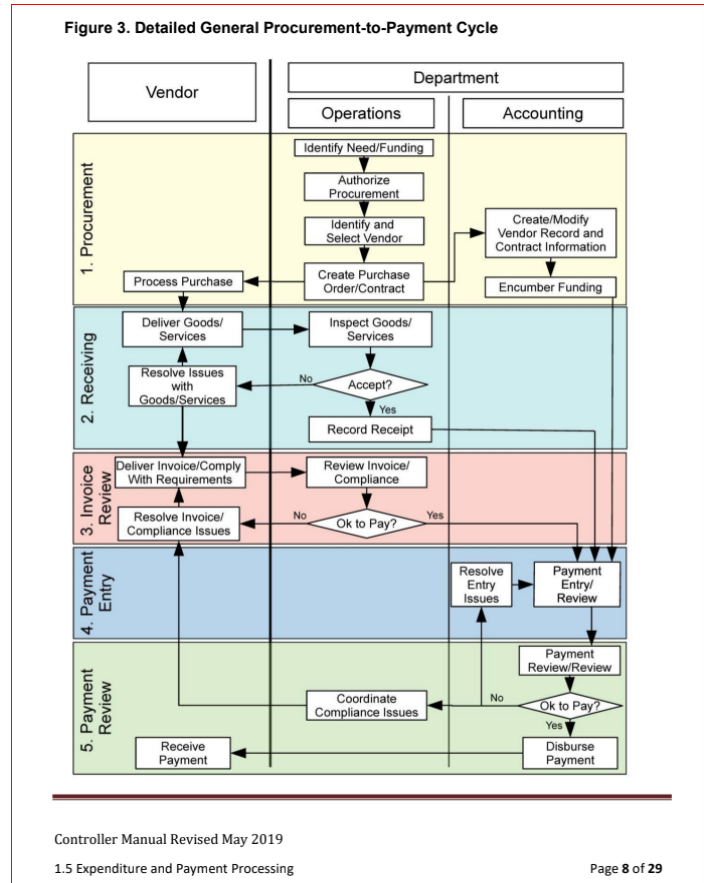 Figure 3. Detailed General Procurement-to-Payment Cycle
Vendor
Department
Operations
Accounting
1. Procurement
Identify Need/Funding
Authorize
Procurement
Identify and
Select Vendor
Create/Modify
Vendor Record and
Contract Information
Create Purchase
Order/Contract
Process Purchase
Encumber Funding
2. Receiving
Deliver Goods/
Services
Inspect Goods/
Services
Resolve Issues
with
Goods/Services
No
Accept?
Yes
Record Receipt
3. Invoice
Review
Deliver Invoice/Comply
With Requirements
Review Invoice/
Compliance
Resolve Invoice/
Compliance Issues
No
Ok to Pay?
Yes
4. Payment
Entry
Resolve
Entry
Issues
Payment
Entry/
Review
5. Payment
Review
Payment
Review/Review
Coordinate
Compliance Issues
No
Ok to Pay?
Yes
Receive
Payment
Disburse
Payment
Controller Manual Revised May 2019
1.5 Expenditure and Payment Processing
Page 8 of 29